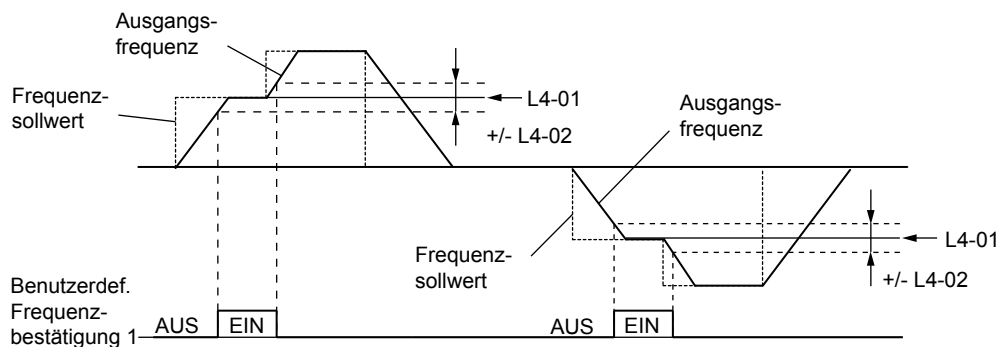 Ausgangs-
frequenz
Frequenz-
sollwert
L4-01
+/- L4-02
Ausgangs-
frequenz
Frequenz-
sollwert
L4-01
+/- L4-02
Benutzerdef.
Frequenz-
bestätigung 1
AUS
EIN
AUS
EIN